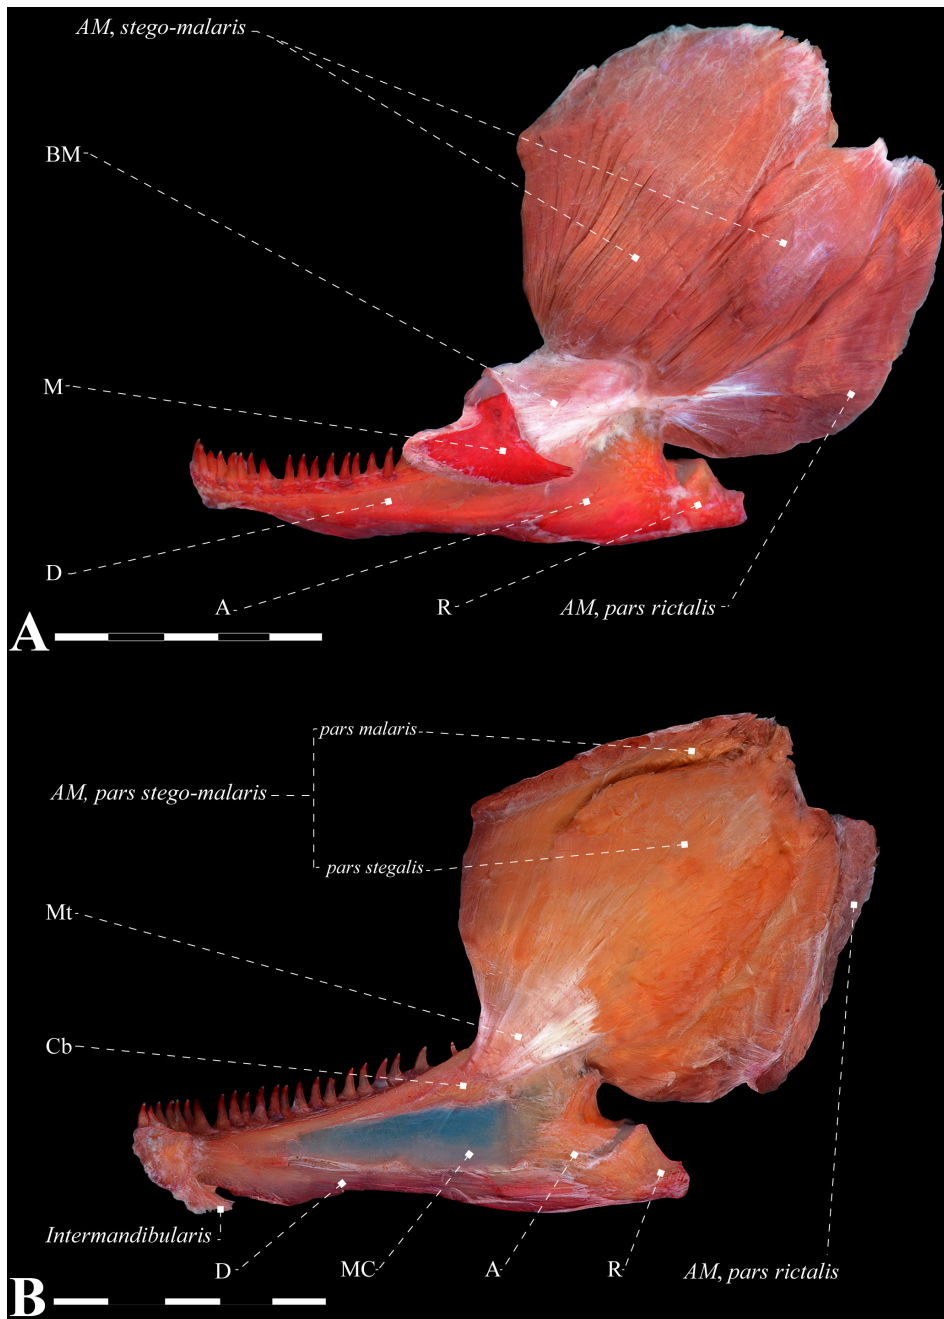 AM, stego-malaris
BM
M
D
A
R
AM, pars rictalis
A
pars malaris
AM, pars stego-malaris
pars stegalis
Mt
Cb
Intermandibularis
D
MC
A
R
AM, pars rictalis
B